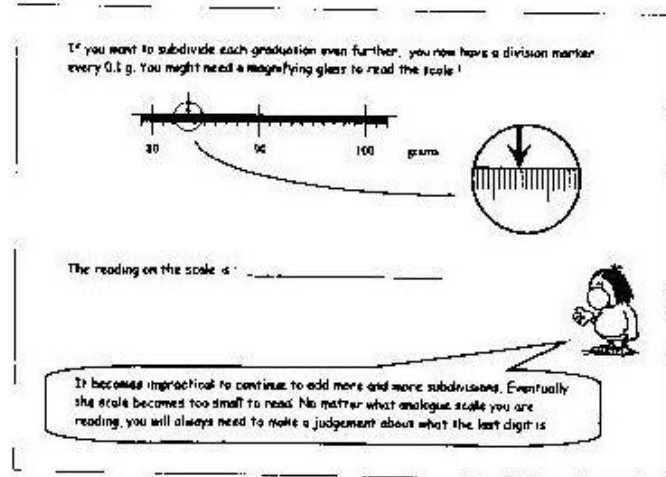 If you want to subdivide each graduation even further, you now have a division marker
every 0.1 g. You might need a magnifying glass to read the scale !
80 90 100 grams
The reading on the scale is :
It becomes impractical to continue to add more and more subdivisions. Eventually
the scale becomes too small to read. No matter what analogue scale you are
reading, you will always need to make a judgement about what the last digit is